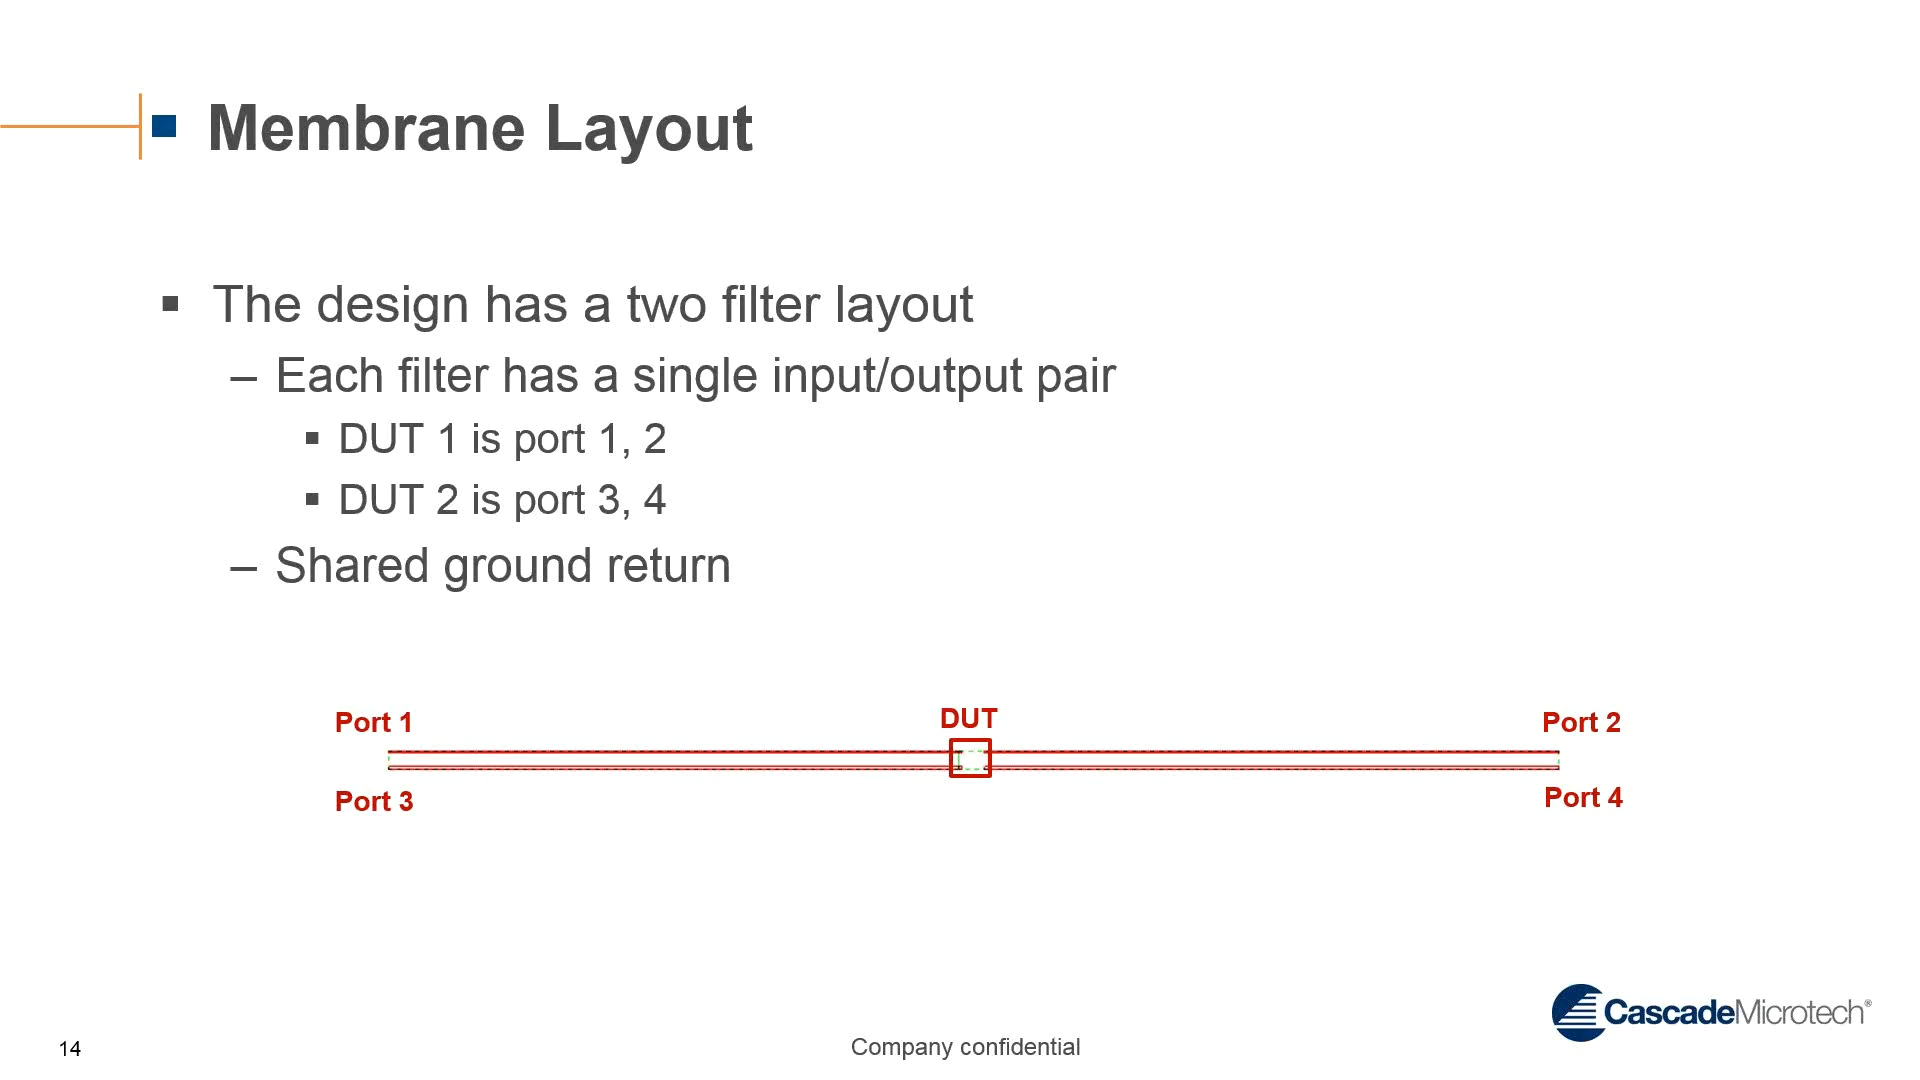 Membrane Layout
▪ The design has a two filter layout
– Each filter has a single input/output pair
▪ DUT 1 is port 1, 2
▪ DUT 2 is port 3, 4
– Shared ground return
Port 1
DUT
Port 2
Port 3
Port 4
CascadeMicrotech®
14
Company confidential